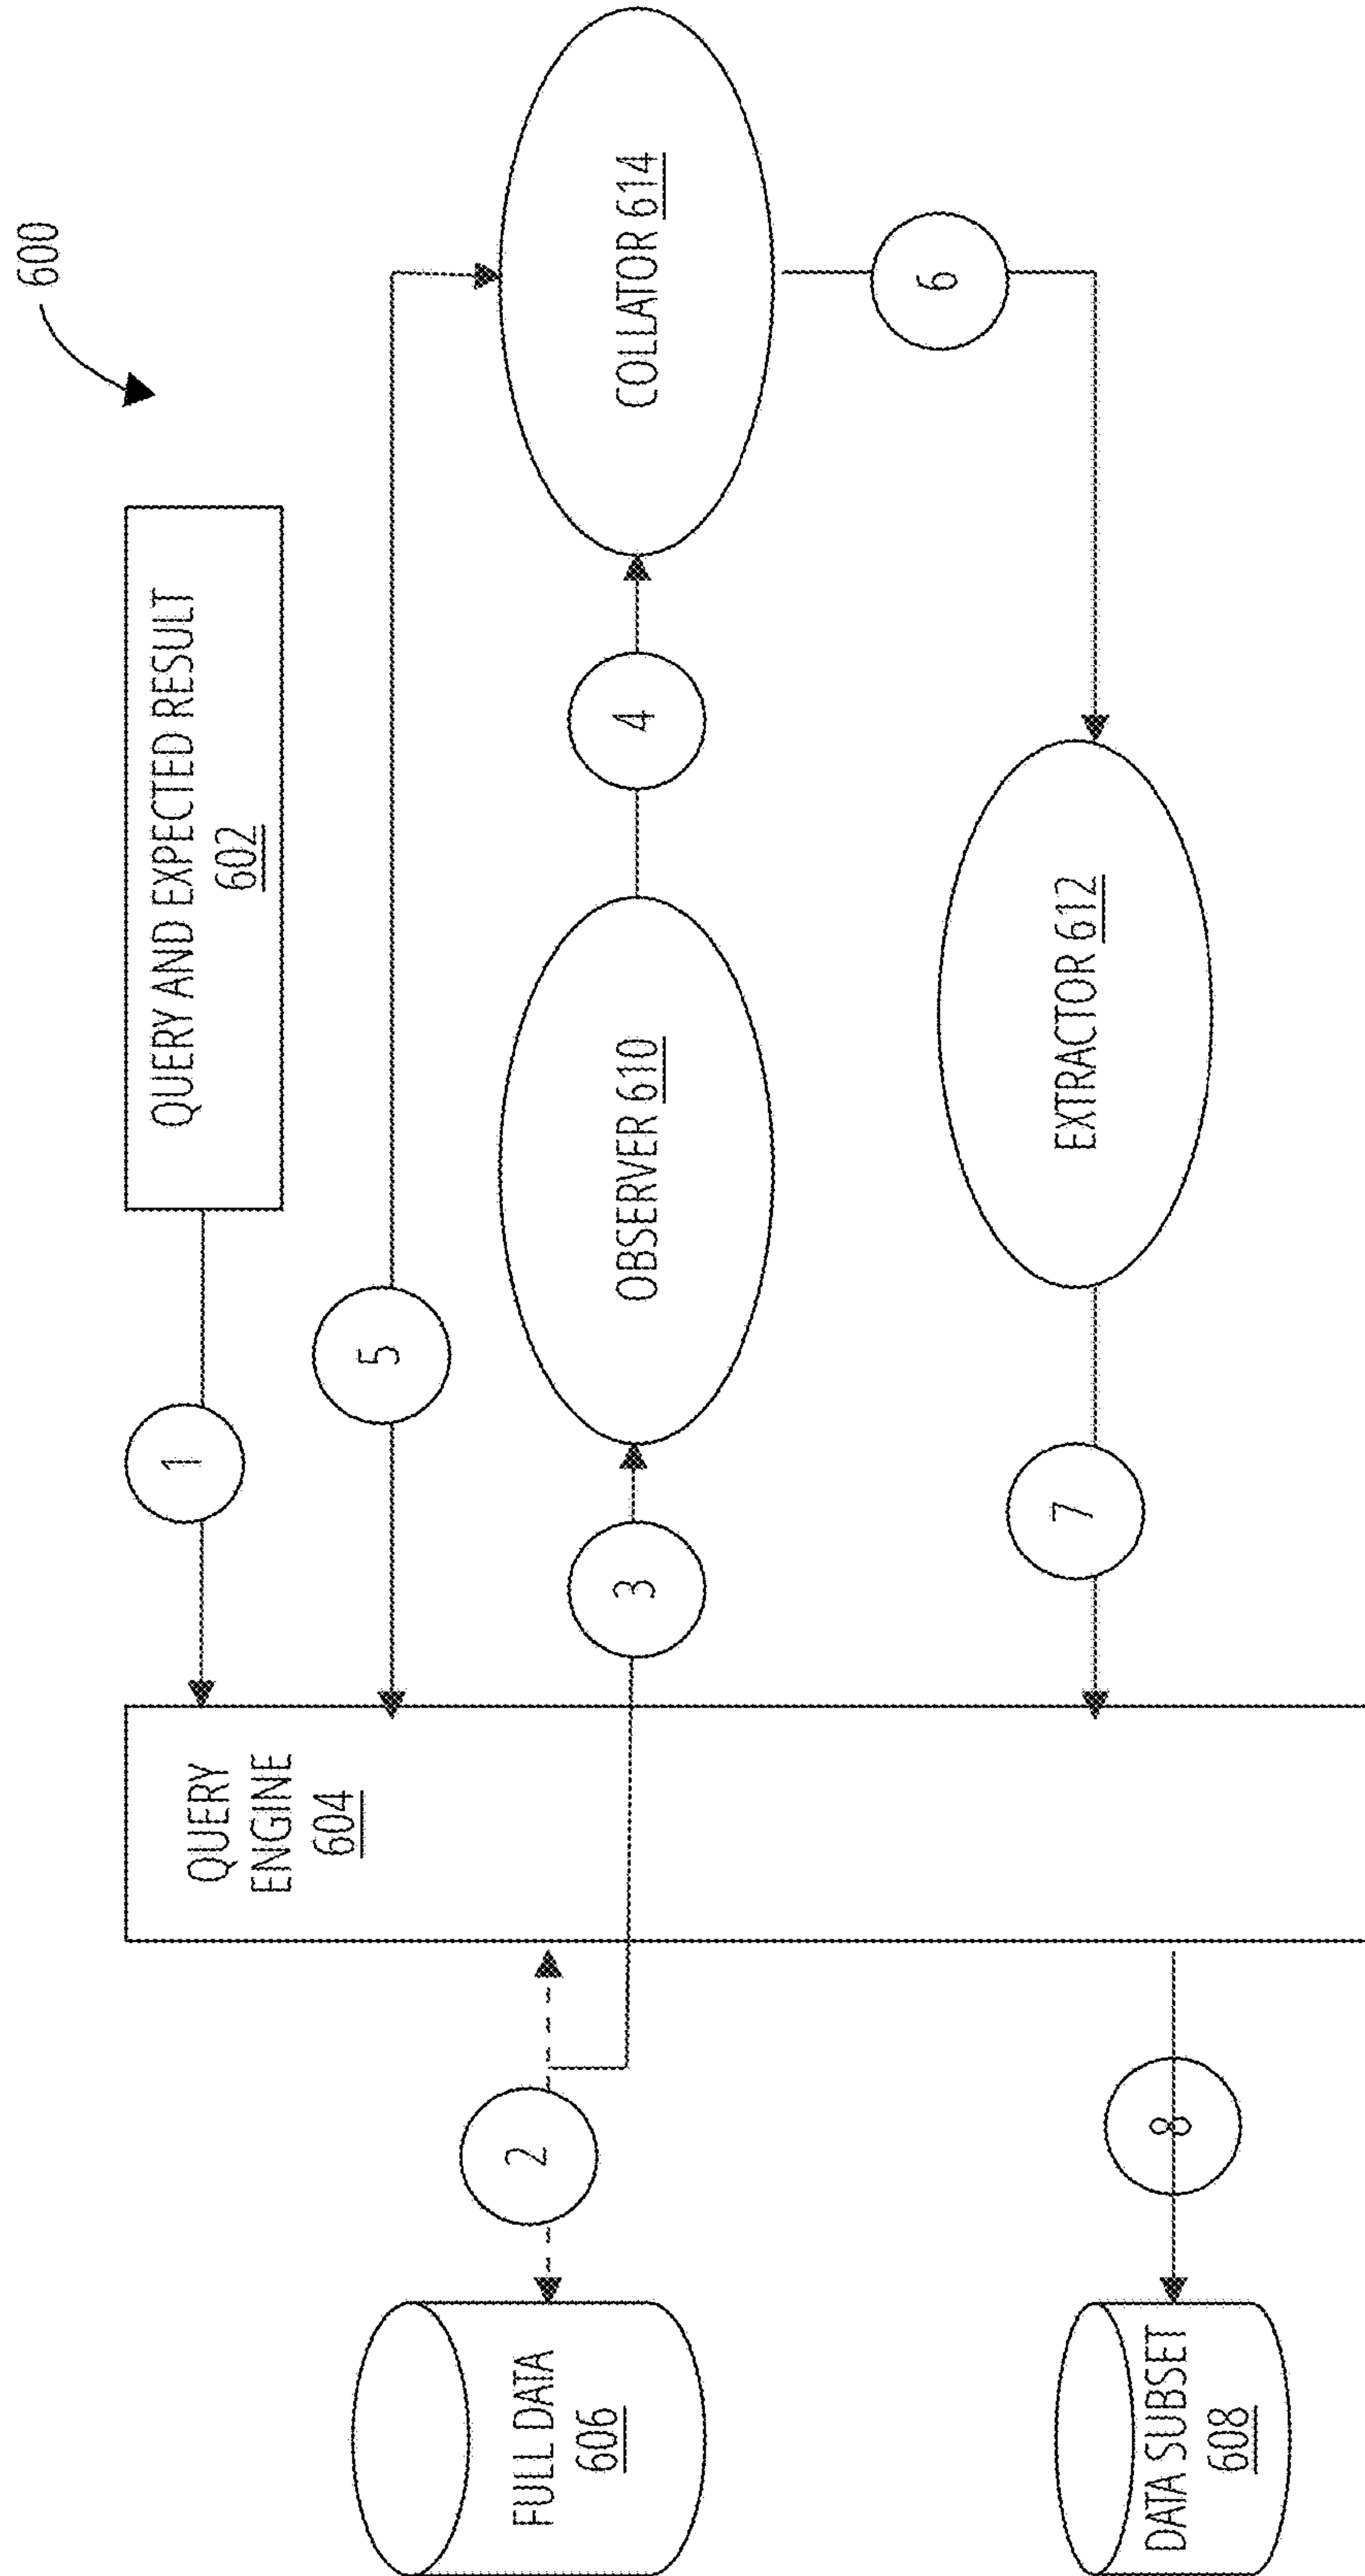 600
QUERY AND EXPECTED RESULT
602
1
5
QUERY
ENGINE
604
2
3
OBSERVER 610
4
COLLATOR 614
6
FULL DATA
606
EXTRACTOR 612
7
8
DATA SUBSET
608